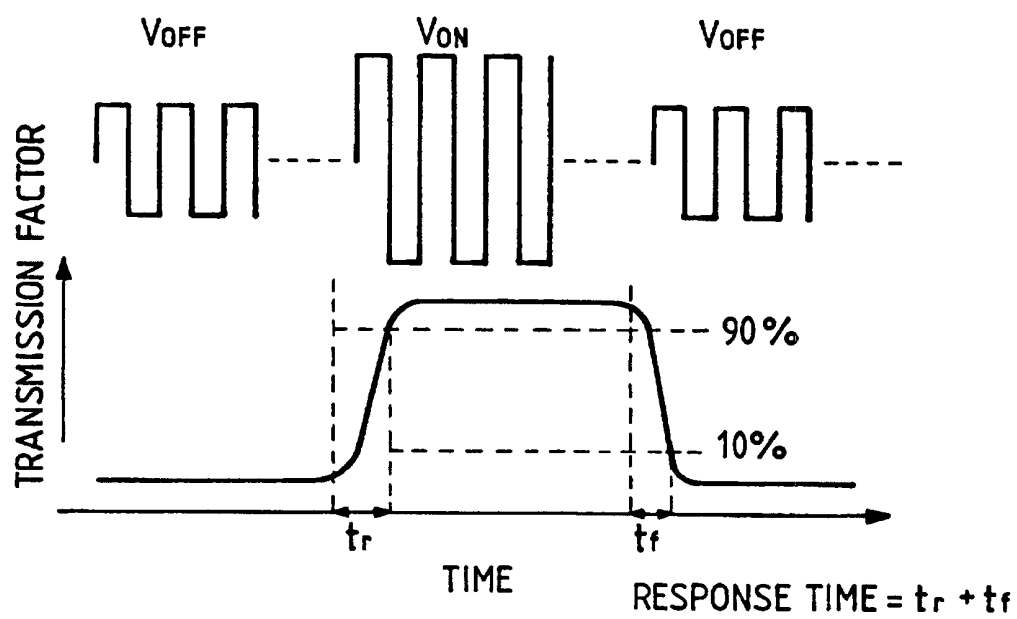 VOFF
VON
VOFF
TRANSMISSION FACTOR
90%
10%
tr
tf
TIME
RESPONSE TIME = tr + tf